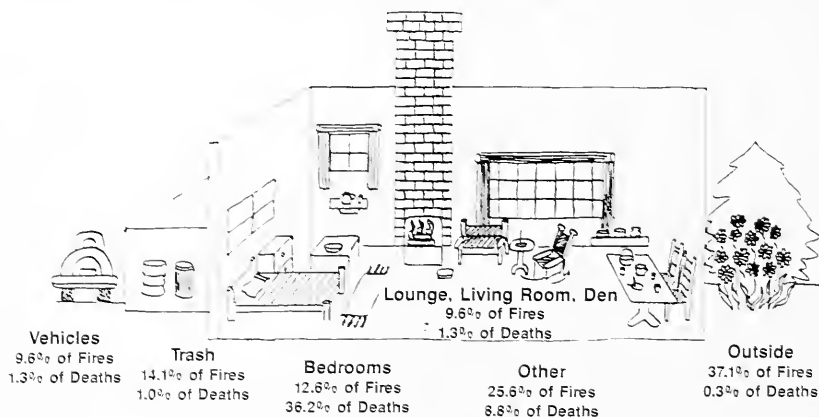 Lounge, Living Room, Den
9.6% of Fires
1.3% of Deaths
Vehicles
9.6% of Fires
1.3% of Deaths
Trash
14.1% of Fires
1.0% of Deaths
Bedrooms
12.6% of Fires
36.2% of Deaths
Other
25.6% of Fires
8.8% of Deaths
Outside
37.1% of Fires
0.3% of Deaths